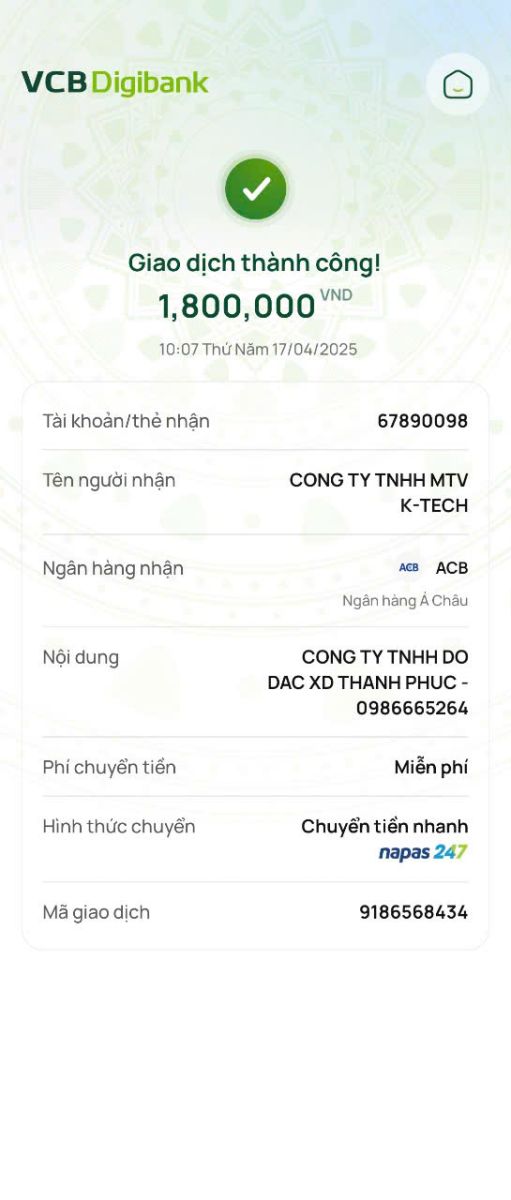 VCB Digibank
Giao dịch thành công!
1,800,000 VND
10:07 Thứ Năm 17/04/2025
Tài khoản/thẻ nhận 67890098
Tên người nhận CONG TY TNHH MTV
K-TECH
Ngân hàng nhận ACB ACB
Ngân hàng Á Châu
Nội dung CONG TY TNHH DO
DAC XD THANH PHUC -
0986665264
Phí chuyển tiền Miễn phí
Hình thức chuyển Chuyển tiền nhanh
napas 247
Mã giao dịch 9186568434